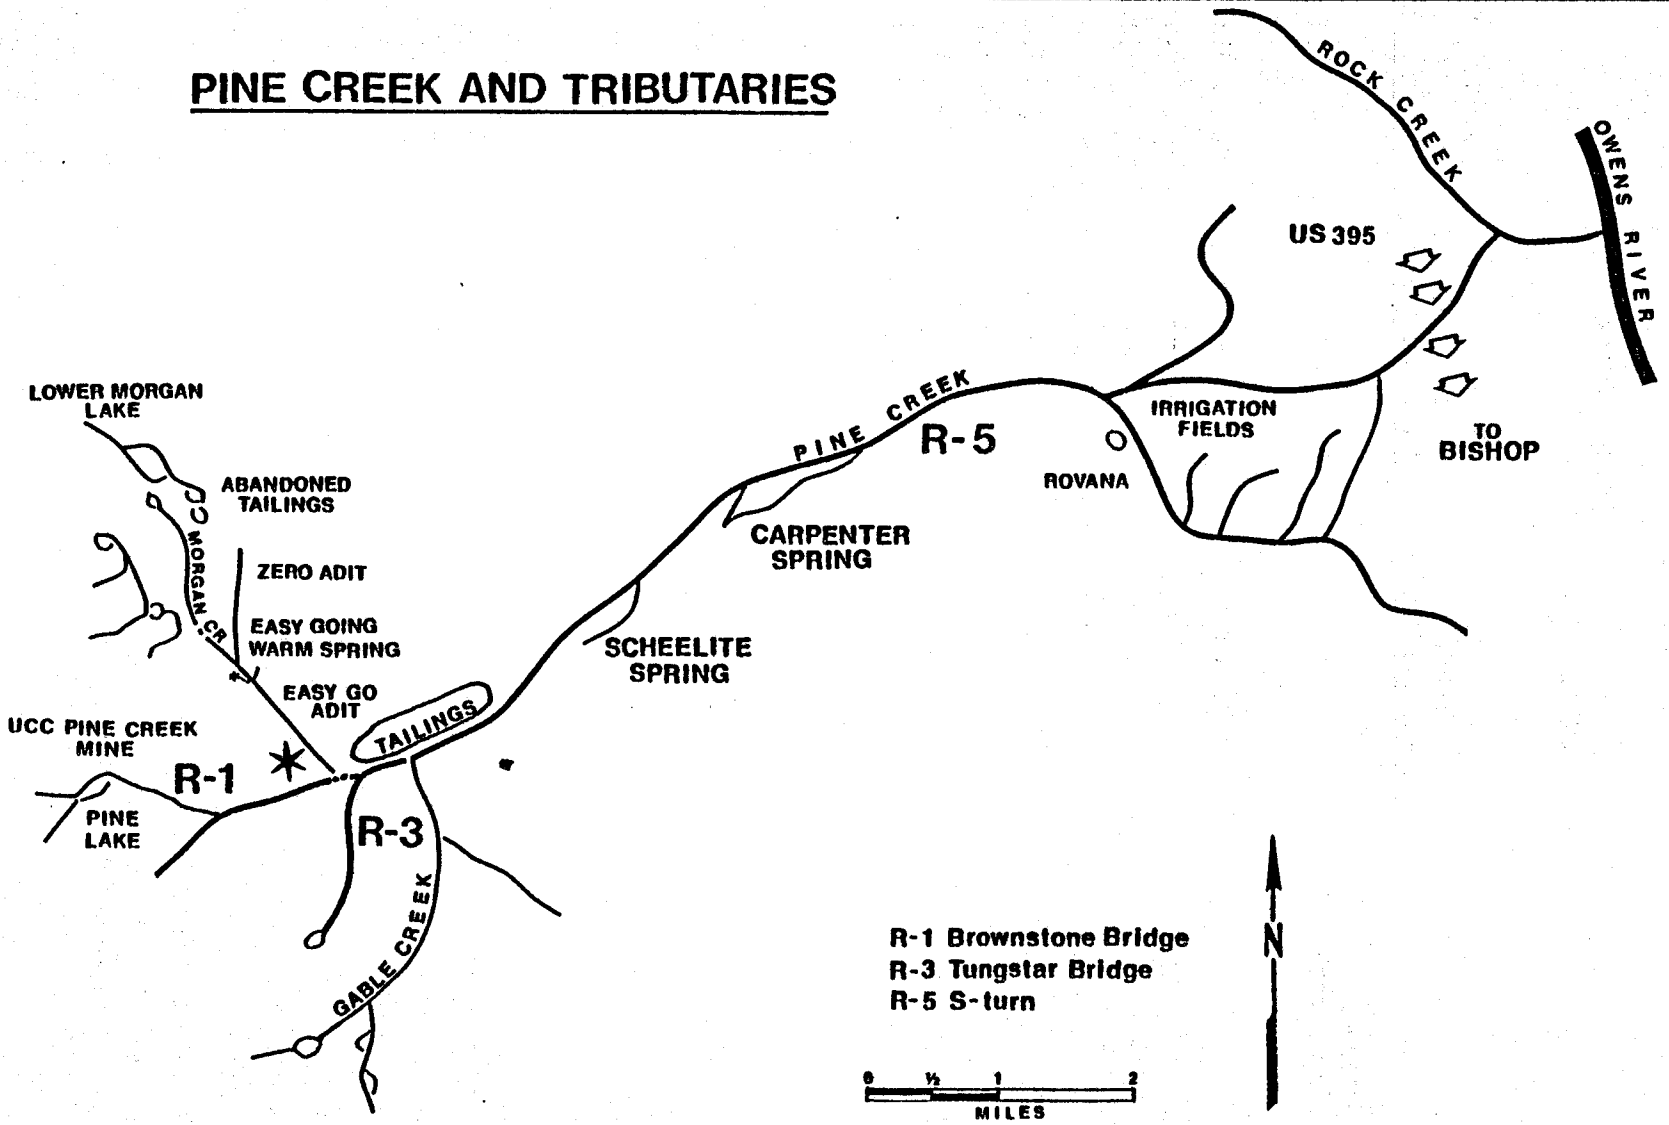 PINE CREEK AND TRIBUTARIES
ROCK CREEK
OWENS RIVER
US 395
LOWER MORGAN
LAKE
PINE CREEK
R-5
IRRIGATION
FIELDS
TO
BISHOP
ROVANA
ABANDONED
TAILINGS
MORGAN CR
CARPENTER
SPRING
ZERO ADIT
EASY GOING
WARM SPRING
SCHEELITE
SPRING
EASY GO
ADIT
TAILINGS
UCC PINE CREEK
MINE
R-1
PINE
LAKE
R-3
GABLE CREEK
R-1 Brownstone Bridge
R-3 Tungstar Bridge
R-5 S-turn
N
0 ½ 1 2
MILES